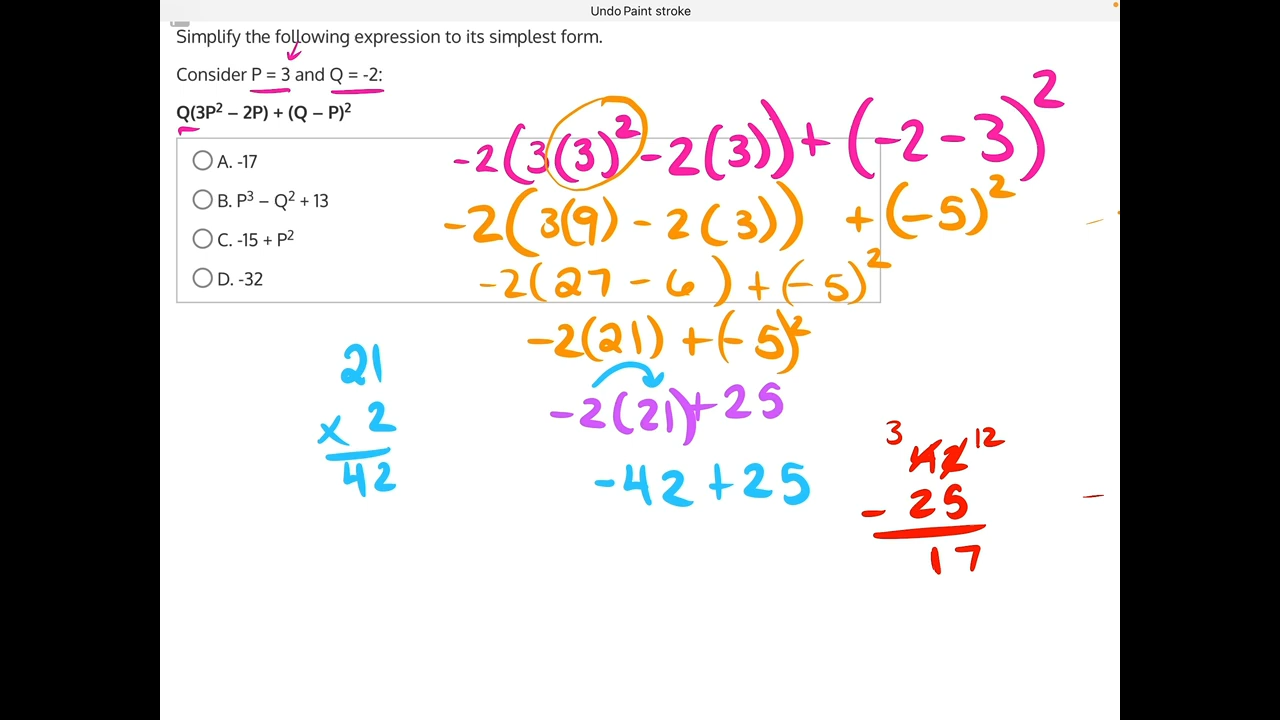 Undo Paint stroke
Simplify the following expression to its simplest form.
Consider P = 3 and Q = -2:
Q(3P² – 2P) + (Q – P)²
A. -17
B. P³ – Q² + 13
C. -15 + P²
D. -32
-2(3(3)²-2(3))+(-2-3)²
-2(3(9)-2(3)) +(-5)²
-2(27-6)+(-5)²
-2(21)+(-5)²
-2(21)+25
-42+25
21
x 2
42
3 12
42
- 25
17